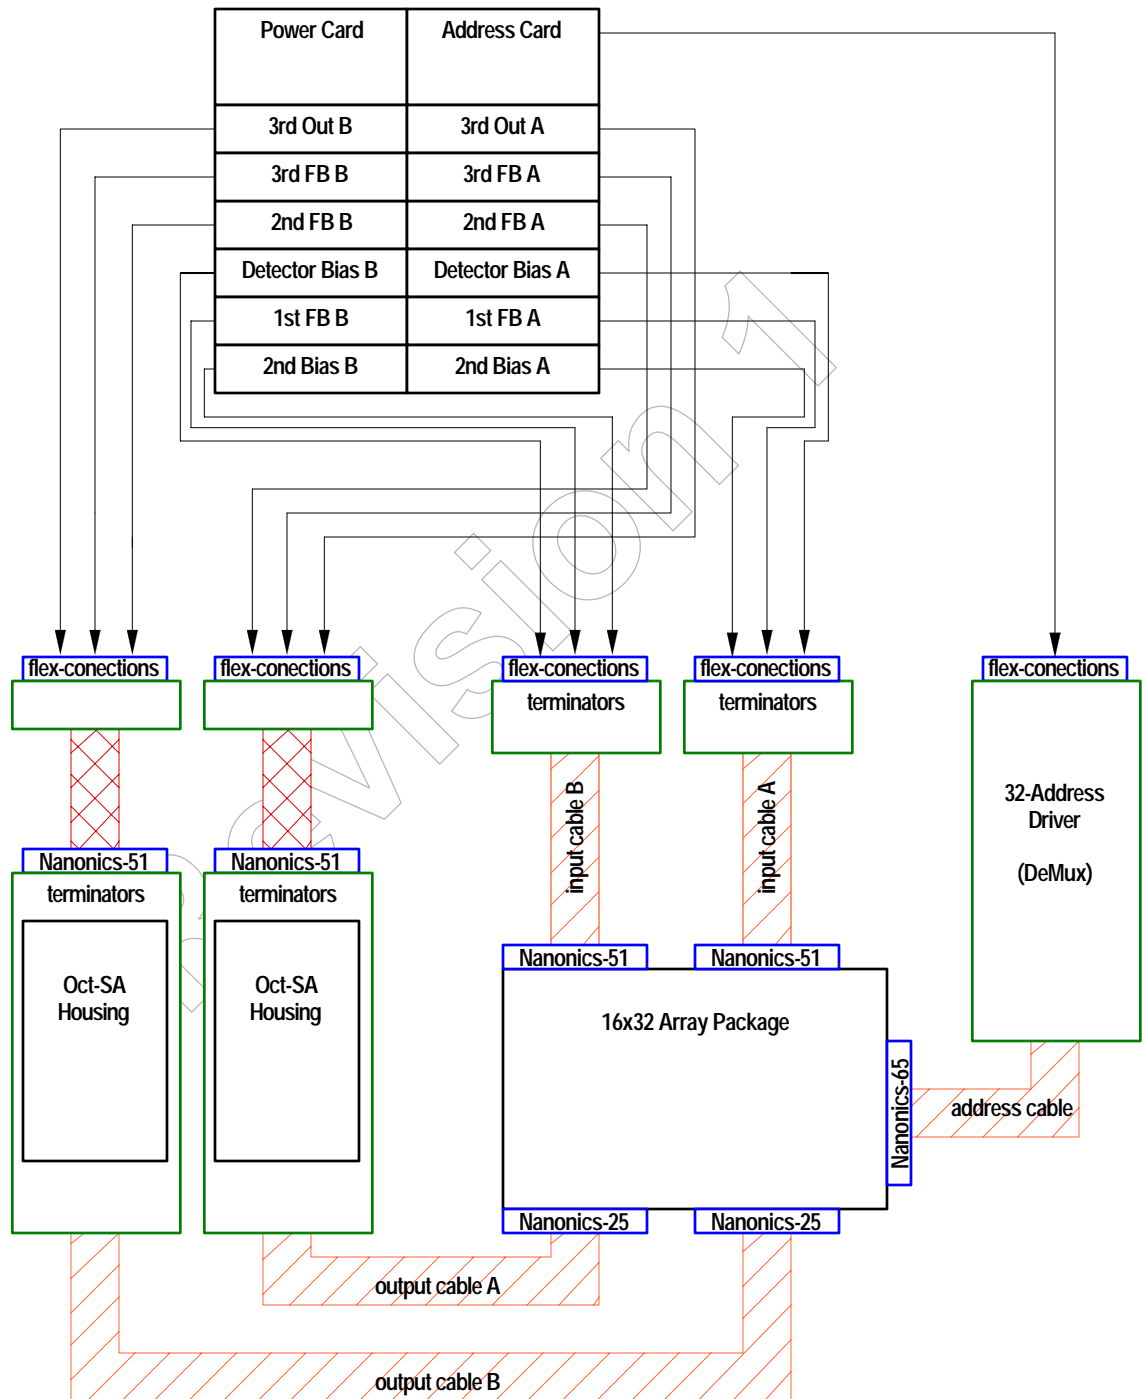 Power Card
Address Card
3rd Out B
3rd Out A
3rd FB B
3rd FB A
2nd FB B
2nd FB A
Detector Bias B
Detector Bias A
1st FB B
1st FB A
2nd Bias B
2nd Bias A
Revision 1
flex-conections
flex-conections
flex-conections
flex-conections
flex-conections
terminators
terminators
32-Address
Driver
(DeMux)
input cable B
input cable A
Nanonics-51
Nanonics-51
terminators
terminators
Nanonics-51
Nanonics-51
Oct-SA
Housing
Oct-SA
Housing
16x32 Array Package
Nanonics-65
address cable
Nanonics-25
Nanonics-25
output cable A
output cable B